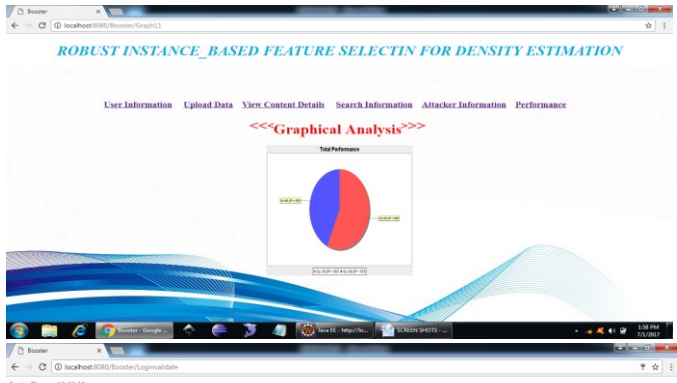 Booster
localhost:8080/Booster/Graph11
ROBUST INSTANCE_BASED FEATURE SELECTIN FOR DENSITY ESTIMATION
User Information Upload Data View Content Details Search Information Attacker Information Performance
<<<Graphical Analysis>>>
Total Performance
Booster - Google ...
Java EE - http://lo...
SCREEN SHOTS - ...
1:58 PM
7/1/2017
Booster
localhost:8080/Booster/Loginvalidate